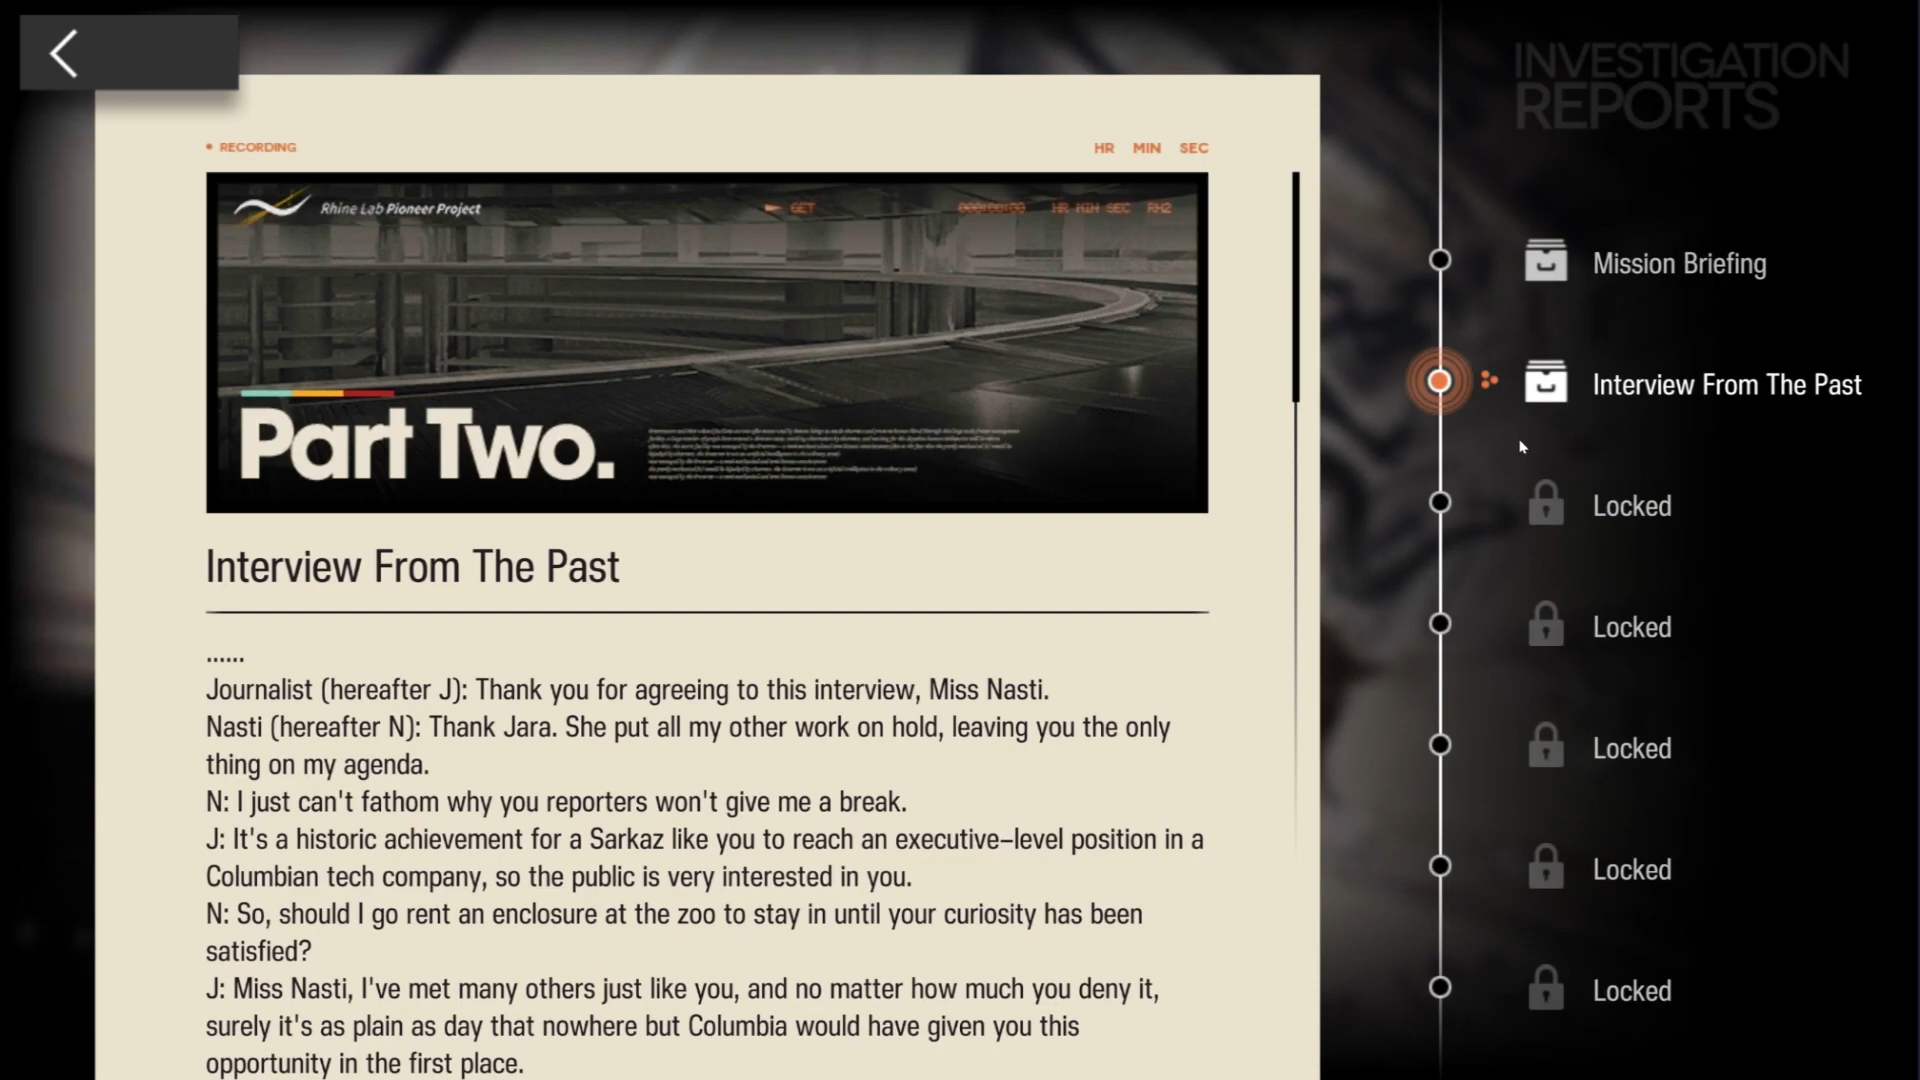 INVESTIGATION
REPORTS
• RECORDING
HR MIN SEC
Rhine Lab Pioneer Project
GET
HR MIN SEC
Part Two.
Interview From The Past
......
Journalist (hereafter J): Thank you for agreeing to this interview, Miss Nasti.
Nasti (hereafter N): Thank Jara. She put all my other work on hold, leaving you the only
thing on my agenda.
N: I just can't fathom why you reporters won't give me a break.
J: It's a historic achievement for a Sarkaz like you to reach an executive–level position in a
Columbian tech company, so the public is very interested in you.
N: So, should I go rent an enclosure at the zoo to stay in until your curiosity has been
satisfied?
J: Miss Nasti, I've met many others just like you, and no matter how much you deny it,
surely it's as plain as day that nowhere but Columbia would have given you this
opportunity in the first place.
Mission Briefing
Interview From The Past
Locked
Locked
Locked
Locked
Locked